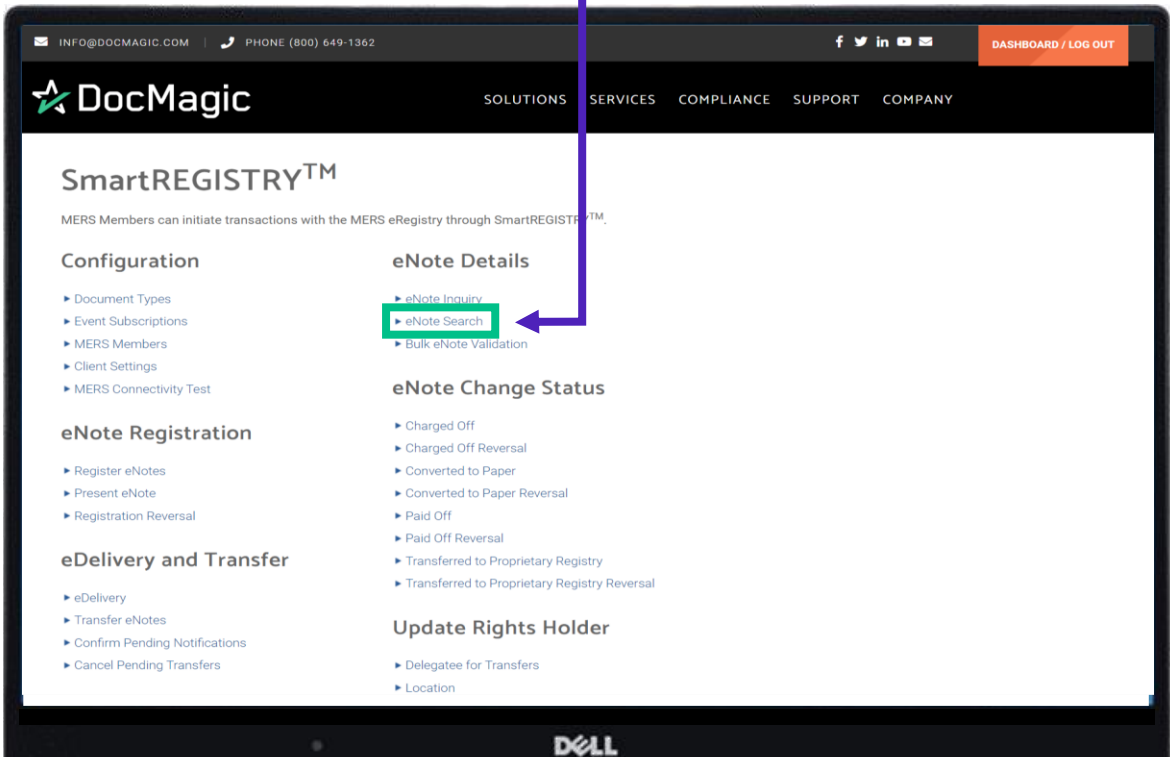 INFO@DOCMAGIC.COM | PHONE (800) 649-1362
DASHBOARD / LOG OUT
DocMagic
SOLUTIONS SERVICES COMPLIANCE SUPPORT COMPANY
SmartREGISTRY™
MERS Members can initiate transactions with the MERS eRegistry through SmartREGISTRY™.
Configuration
Document Types
Event Subscriptions
MERS Members
Client Settings
MERS Connectivity Test
eNote Registration
Register eNotes
Present eNote
Registration Reversal
eDelivery and Transfer
eDelivery
Transfer eNotes
Confirm Pending Notifications
Cancel Pending Transfers
eNote Details
eNote Inquiry
eNote Search
Bulk eNote Validation
eNote Change Status
Charged Off
Charged Off Reversal
Converted to Paper
Converted to Paper Reversal
Paid Off
Paid Off Reversal
Transferred to Proprietary Registry
Transferred to Proprietary Registry Reversal
Update Rights Holder
Delegatee for Transfers
Location
DELL